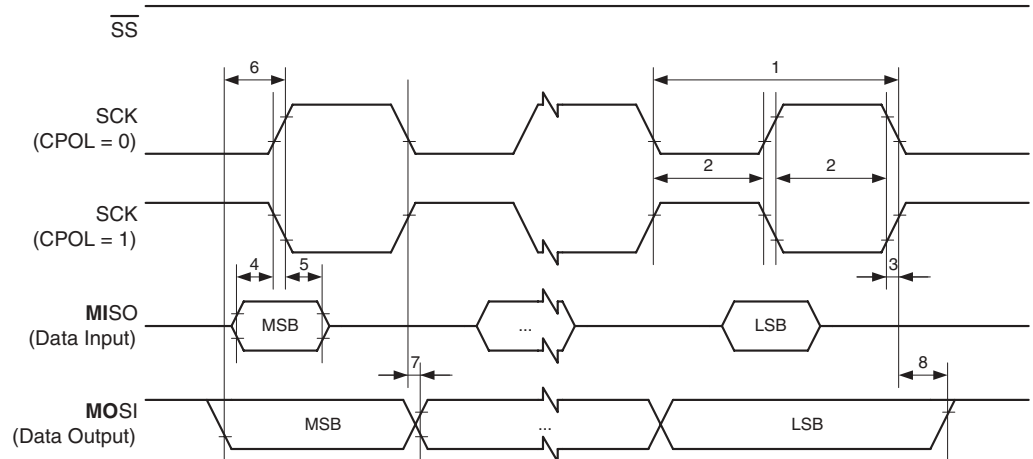 SS
6
1
SCK
(CPOL = 0)
2
2
SCK
(CPOL = 1)
4
5
3
MISO
(Data Input)
MSB
...
LSB
7
8
MOSI
(Data Output)
MSB
...
LSB